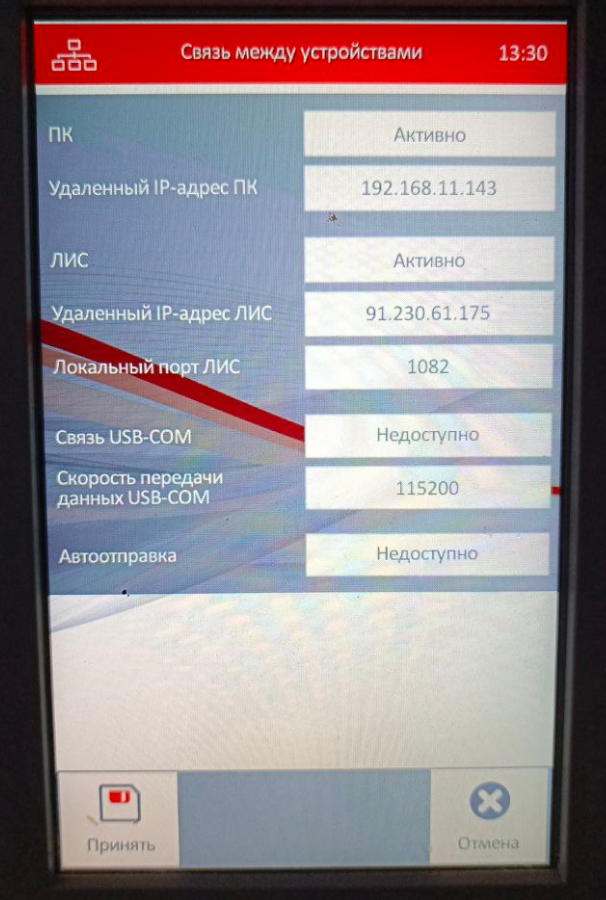 Связь между устройствами 13:30
ПК Активно
Удаленный IP-адрес ПК 192.168.11.143
ЛИС Активно
Удаленный IP-адрес ЛИС 91.230.61.175
Локальный порт ЛИС 1082
Связь USB-COM Недоступно
Скорость передачи
данных USB-COM 115200
Автоотправка Недоступно
Принять Отмена